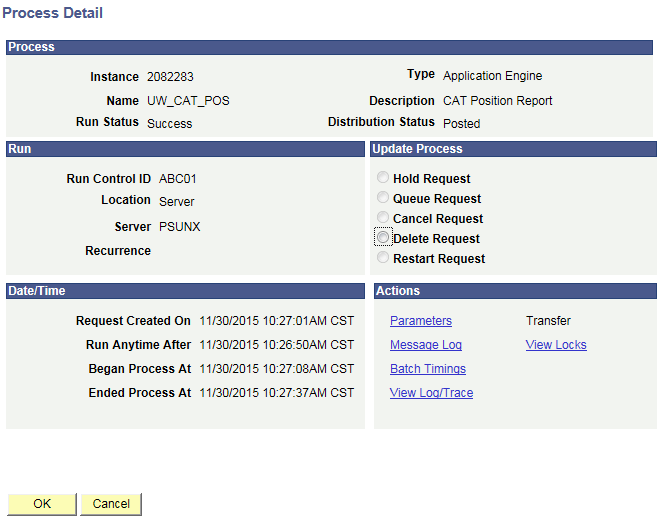 Process Detail
Process
Instance 2082283 Type Application Engine
Name UW_CAT_POS Description CAT Position Report
Run Status Success Distribution Status Posted
Run
Run Control ID ABC01
Location Server
Server PSUNX
Recurrence
Update Process
Hold Request
Queue Request
Cancel Request
Delete Request
Restart Request
Date/Time
Request Created On 11/30/2015 10:27:01AM CST
Run Anytime After 11/30/2015 10:26:50AM CST
Began Process At 11/30/2015 10:27:08AM CST
Ended Process At 11/30/2015 10:27:37AM CST
Actions
Parameters Transfer
Message Log View Locks
Batch Timings
View Log/Trace
OK Cancel